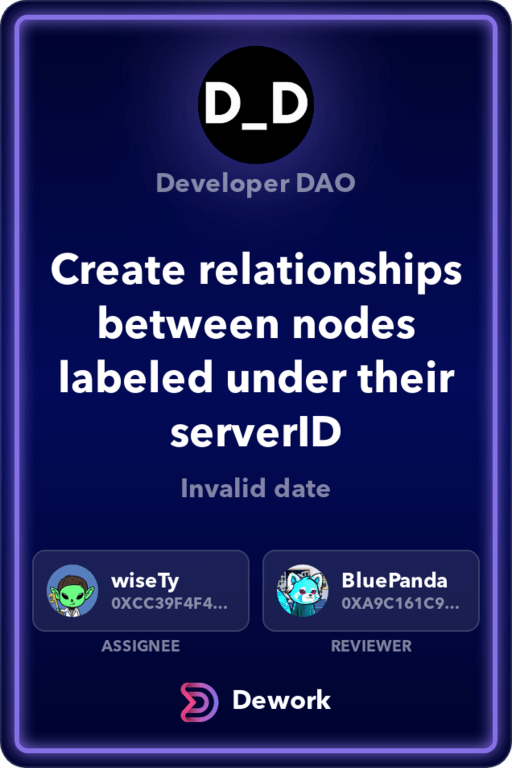 D_D
Developer DAO
Create relationships
between nodes
labeled under their
serverID
Invalid date
wiseTy
0XCC39F4F4...
BluePanda
0XA9C161C9...
ASSIGNEE
REVIEWER
Dework